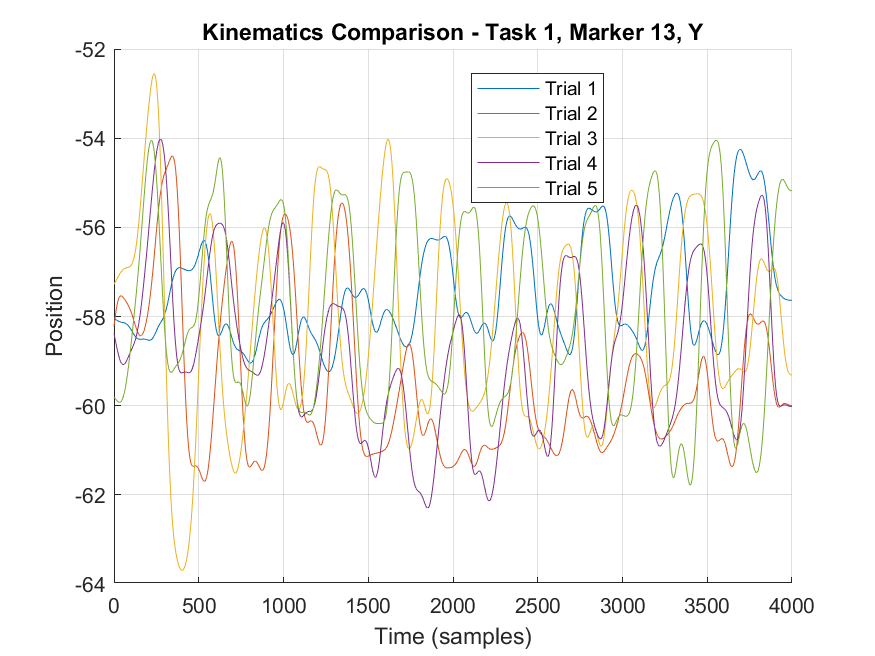 Kinematics Comparison - Task 1, Marker 13, Y
-52
-54
-56
-58
-60
-62
-64
Position
Trial 1
Trial 2
Trial 3
Trial 4
Trial 5
0 500 1000 1500 2000 2500 3000 3500 4000
Time (samples)